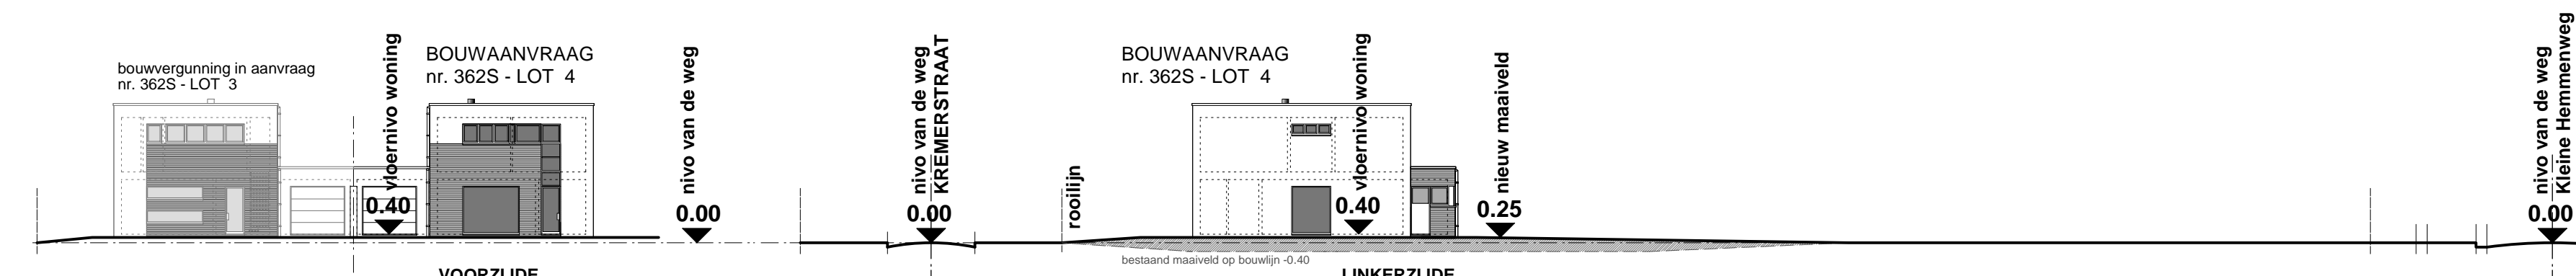 bouwvergunning in aanvraag
nr. 362S - LOT 3
vloernivo woning
0.40
BOUWAANVRAAG
nr. 362S - LOT 4
nivo van de weg
0.00
nivo van de weg
KREMERSTRAAT
0.00
rooilijn
BOUWAANVRAAG
nr. 362S - LOT 4
vloernivo woning
0.40
nieuw maaiveld
0.25
nivo van de weg
Kleine Hemmenweg
0.00
bestaand maaiveld op bouwlijn -0.40
VOORZIJDE
LINKERZIJDE